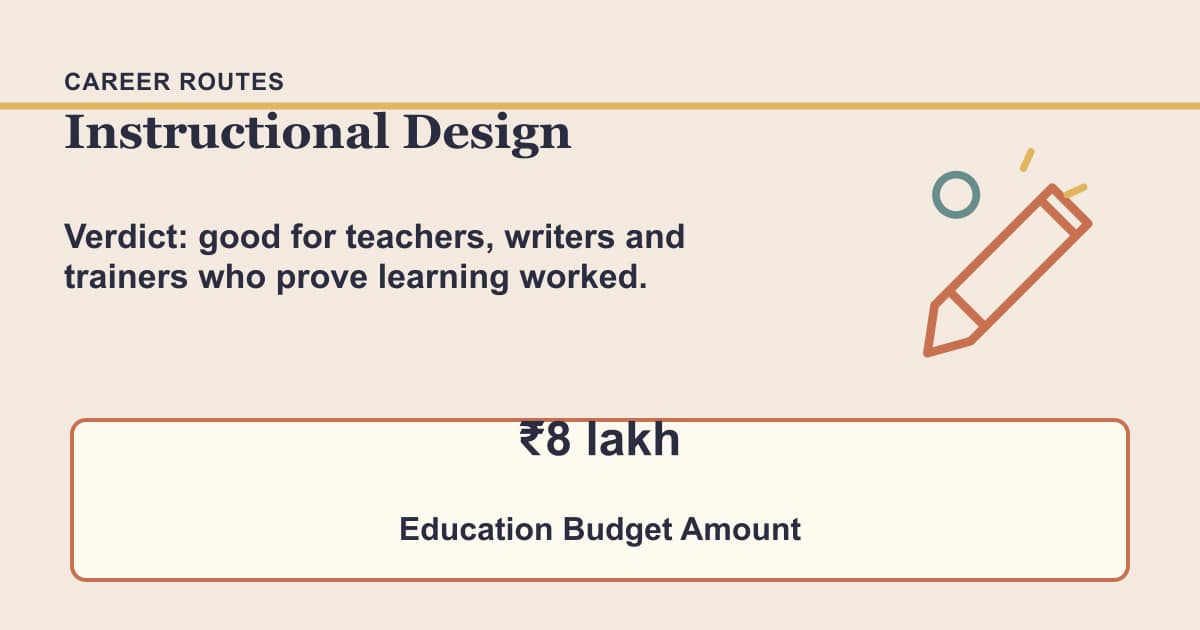 CAREER ROUTES
Instructional Design
Verdict: good for teachers, writers and
trainers who prove learning worked.
₹8 lakh
Education Budget Amount